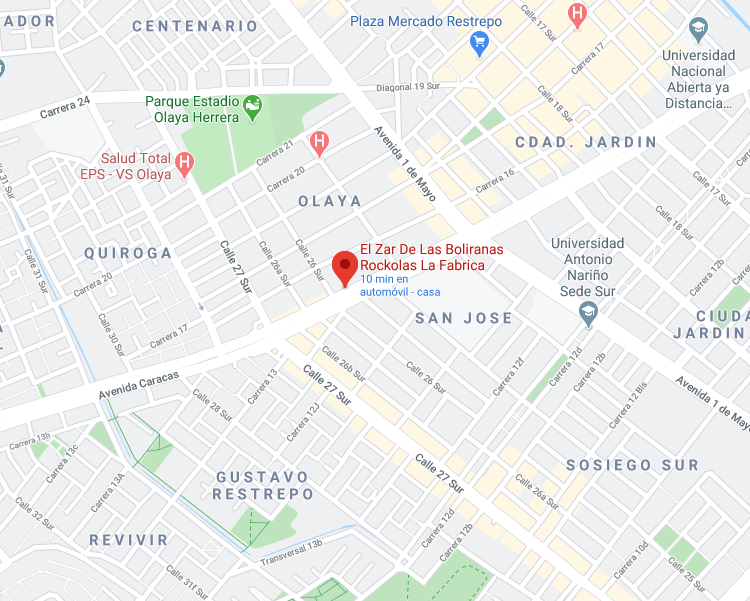 ADOR
CENTENARIO
Plaza Mercado Restrepo
Calle 17 Sur
Carrera 17
Universidad
Nacional
Abierta ya
Distancia...
Diagonal 19 Sur
Carrera 24
Parque Estadio
Olaya Herrera
Calle 18 Sur
Avenida 1 de Mayo
CDAD. JARDIN
Salud Total
EPS - VS Olaya
Carrera 21
Carrera 20
Carrera 16
Calle 17 Sur
Calle 31 Sur
OLAYA
Calle 18 Sur
QUIROGA
Calle 27 Sur
Calle 26a Sur
Calle 26 Sur
El Zar De Las Boliranas
Rockolas La Fabrica
10 min en
automóvil - casa
Universidad
Antonio
Nariño
Sede Sur
Calle 31 Sur
Carrera 20
Carrera 12b
Calle 30 Sur
Carrera 17
SAN JOSE
CIUDA
JARDIN
A
Calle 26b Sur
Calle 26 Sur
Carrera 12f
Carrera 12d
Carrera 12b
Avenida Caracas
Carrera 13
Calle 27 Sur
Calle 28 Sur
Carrera 12J
Carrera 12 Bis
Avenida 1 de Mayo
Carrera 13h
Carrera 13c
Carrera 13A
Calle 27 Sur
SOSIEGO SUR
GUSTAVO
RESTREPO
Calle 26a Sur
Calle 32 Sur
Carrera 12d
Carrera 12b
REVIVIR
Transversal 13b
Carrera 10d
Calle 25 Sur
Calle 31f Sur